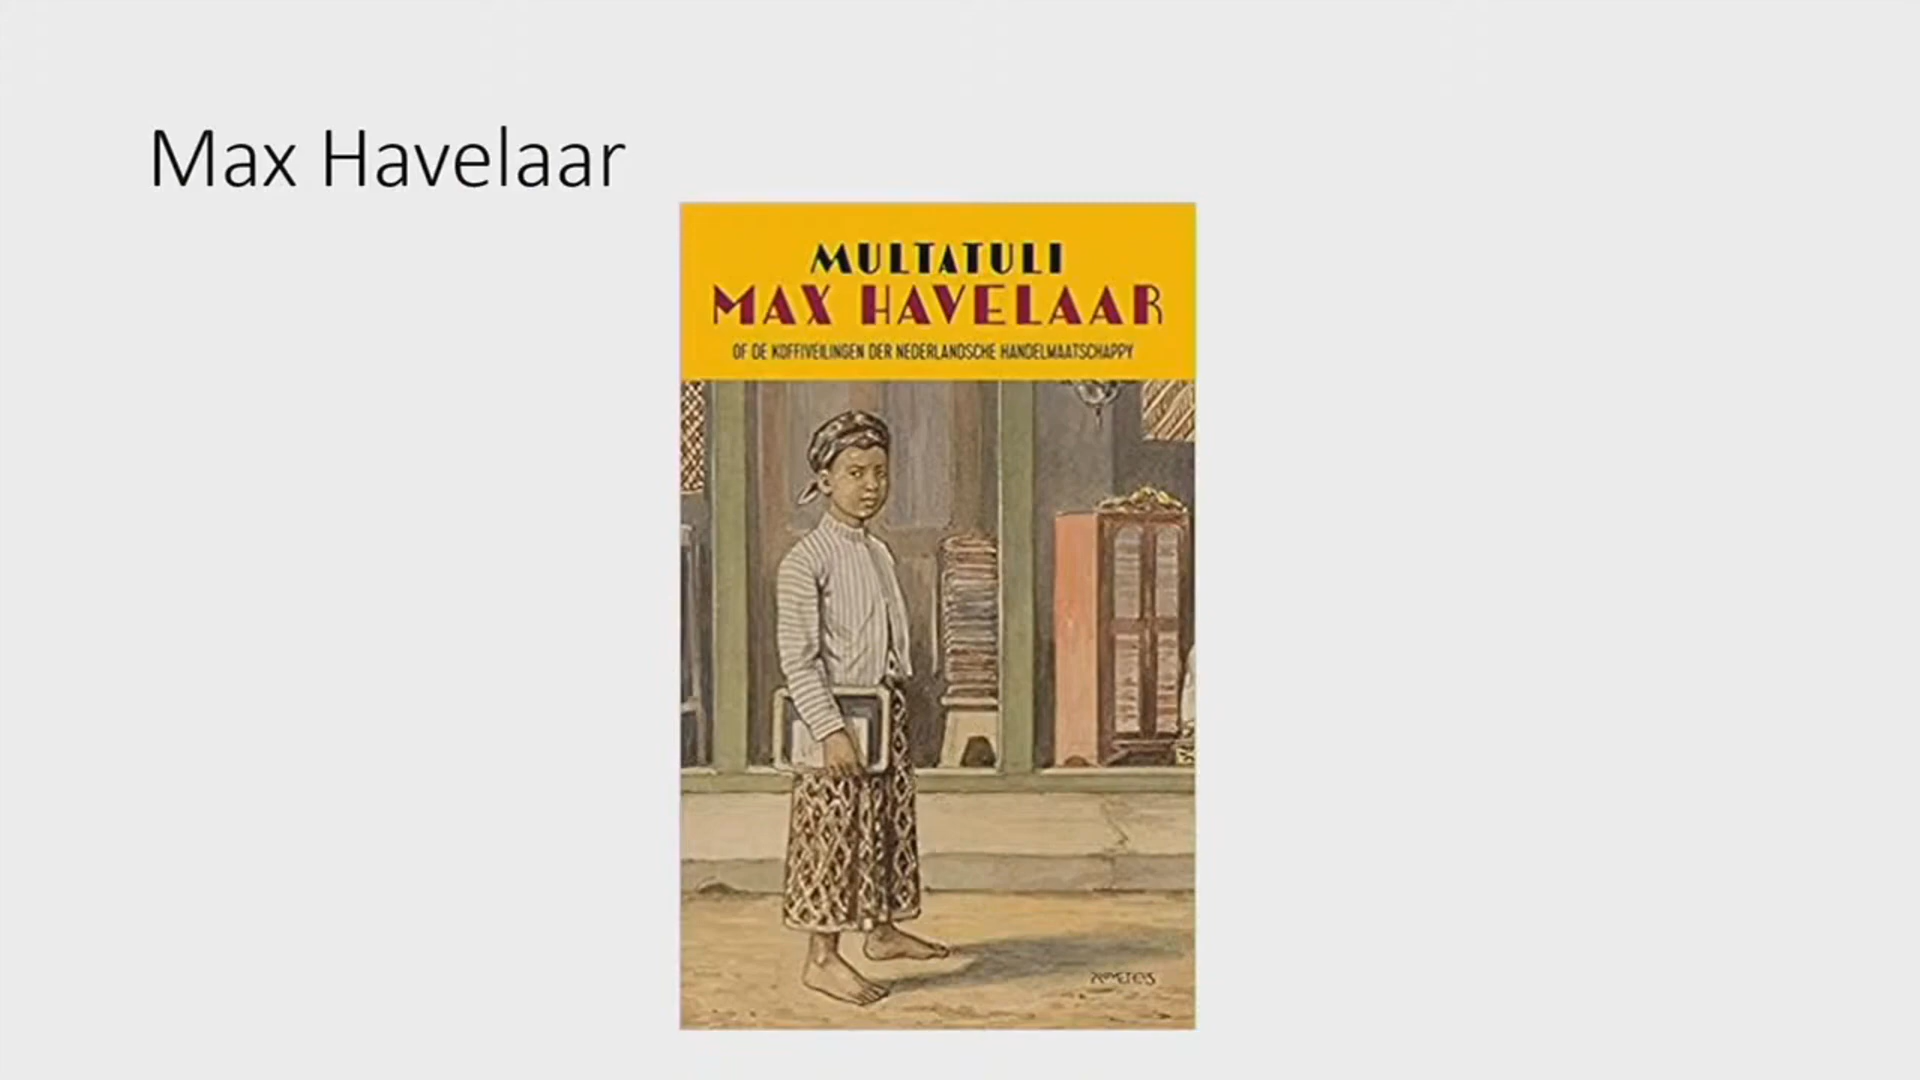 Max Havelaar
MULTATULI
MAX HAVELAAR
OF DE KOFFIVEILINGEN DER NEDERLANDSCHE HANDELMAATSCHAPPY